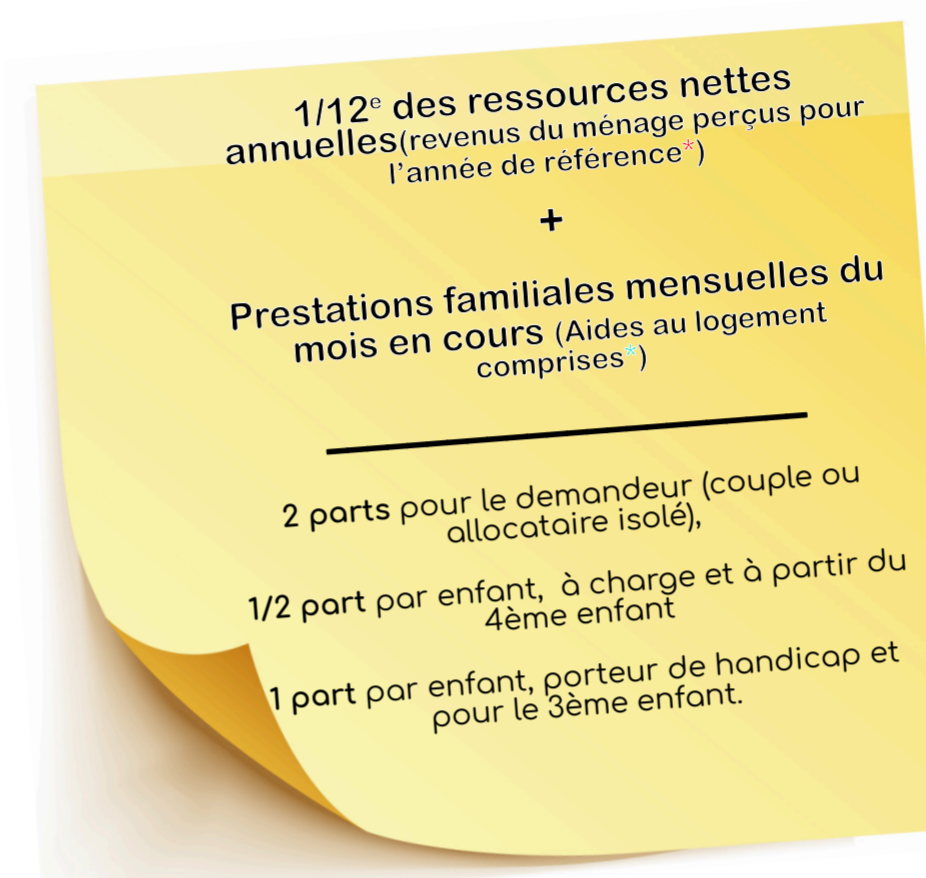 1/12e des ressources nettes
annuelles(revenus du ménage perçus pour
l'année de référence*)
+
Prestations familiales mensuelles du
mois en cours (Aides au logement
comprises*)
2 parts pour le demandeur (couple ou
allocataire isolé),
1/2 part par enfant, à charge et à partir du
4ème enfant
1 part par enfant, porteur de handicap et
pour le 3ème enfant.